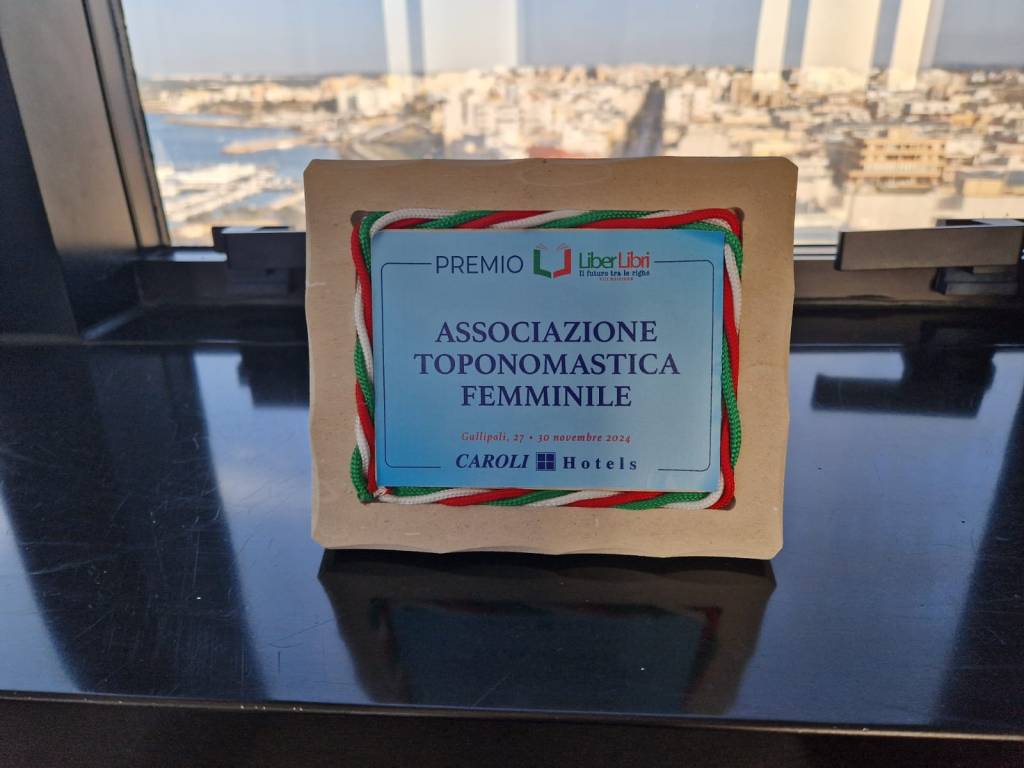 PREMIO LiberLibri
Il futuro tra le righe
ASSOCIAZIONE
TOPONOMASTICA
FEMMINILE
Gallipoli, 27 • 30 novembre 2024
CAROLI Hotels